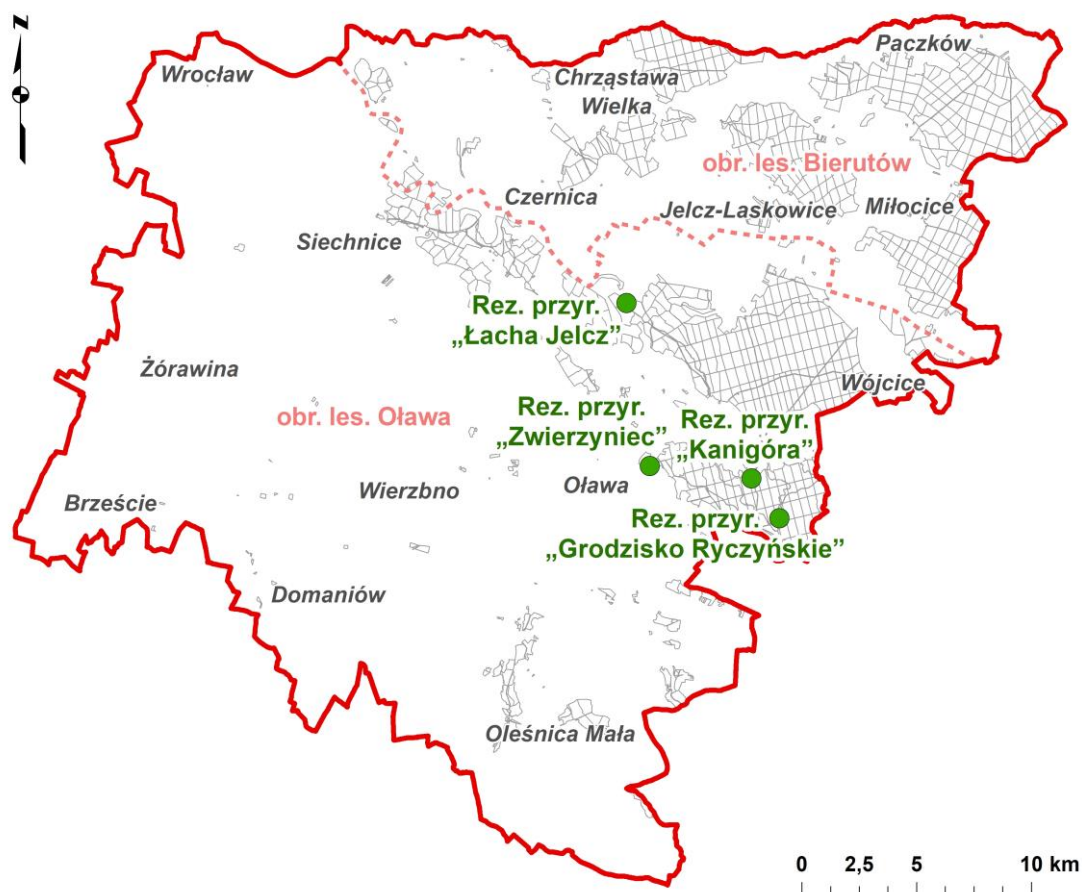 N
Paczków
Wrocław
Chrząstawa
Wielka
obr. les. Bierutów
Czernica
Jelcz-Laskowice
Miłocice
Siechnice
Rez. przyr.
„Łacha Jelcz”
Żórawina
Wójcice
obr. les. Oława
Rez. przyr.
„Zwierzyniec”
Rez. przyr.
„Kanigóra”
Wierzbno
Oława
Brzeście
Rez. przyr.
„Grodzisko Ryczyńskie”
Domaniów
Oleśnica Mała
0 2,5 5 10 km